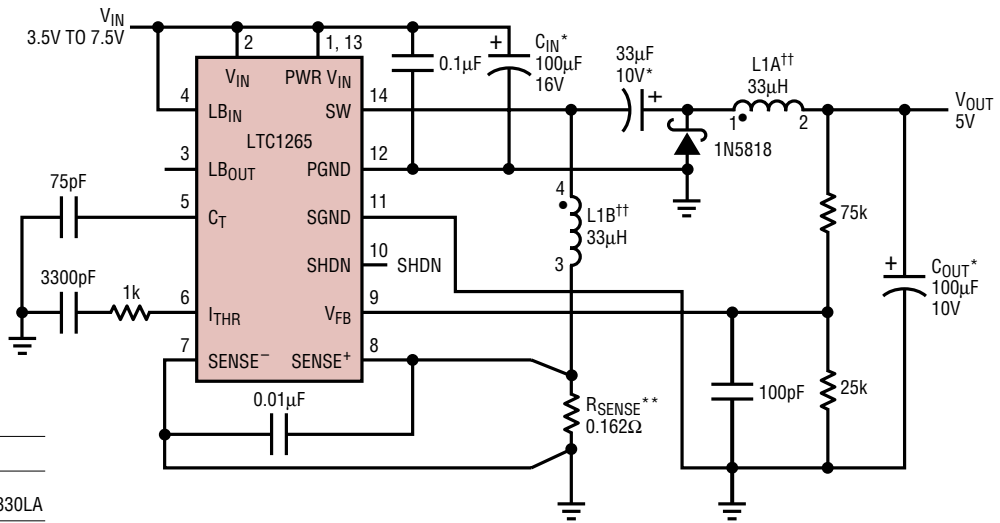 VIN
3.5V TO 7.5V
2
1, 13
VIN
PWR VIN
0.1µF
+
CIN*
100µF
16V
33µF
10V*
+
L1A††
33µH
1
2
VOUT
5V
4
LBIN
SW
14
LTC1265
1N5818
3
LBOUT
PGND
12
75pF
5
CT
SGND
11
4
L1B††
33µH
3
75k
SHDN
10
SHDN
+
COUT*
100µF
10V
3300pF
1k
6
ITHR
VFB
9
7
SENSE–
SENSE+
8
0.01µF
RSENSE**
0.162Ω
100pF
25k
330LA